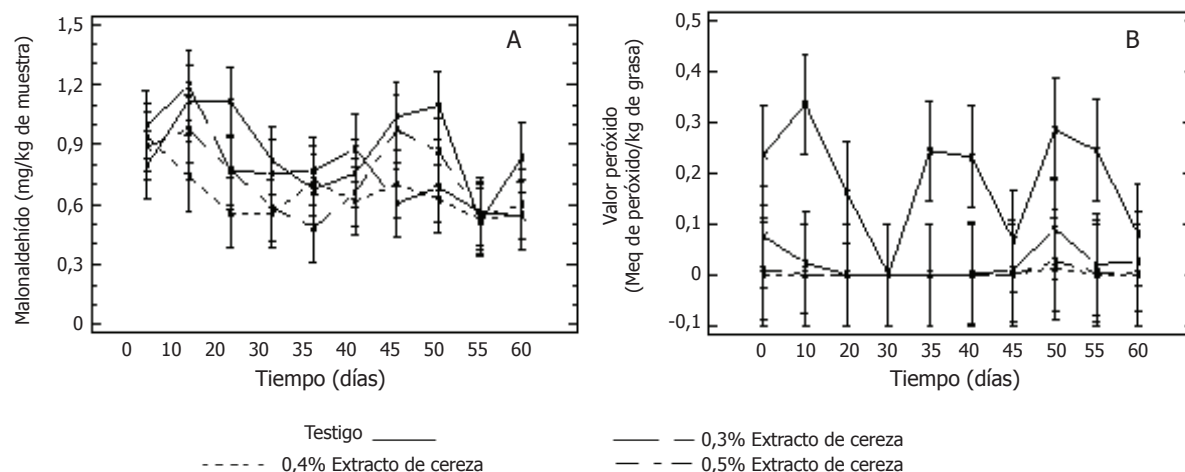 A
1,5
1,2
0,9
0,6
0,3
0
Malonaldehído (mg/kg de muestra)
0 10 20 30 35 40 45 50 55 60
Tiempo (días)
B
0,5
0,4
0,3
0,2
0,1
0
-0,1
Valor peróxido
(Meq de peróxido/kg de grasa)
0 10 20 30 35 40 45 50 55 60
Tiempo (días)
Testigo
0,3% Extracto de cereza
0,4% Extracto de cereza
0,5% Extracto de cereza